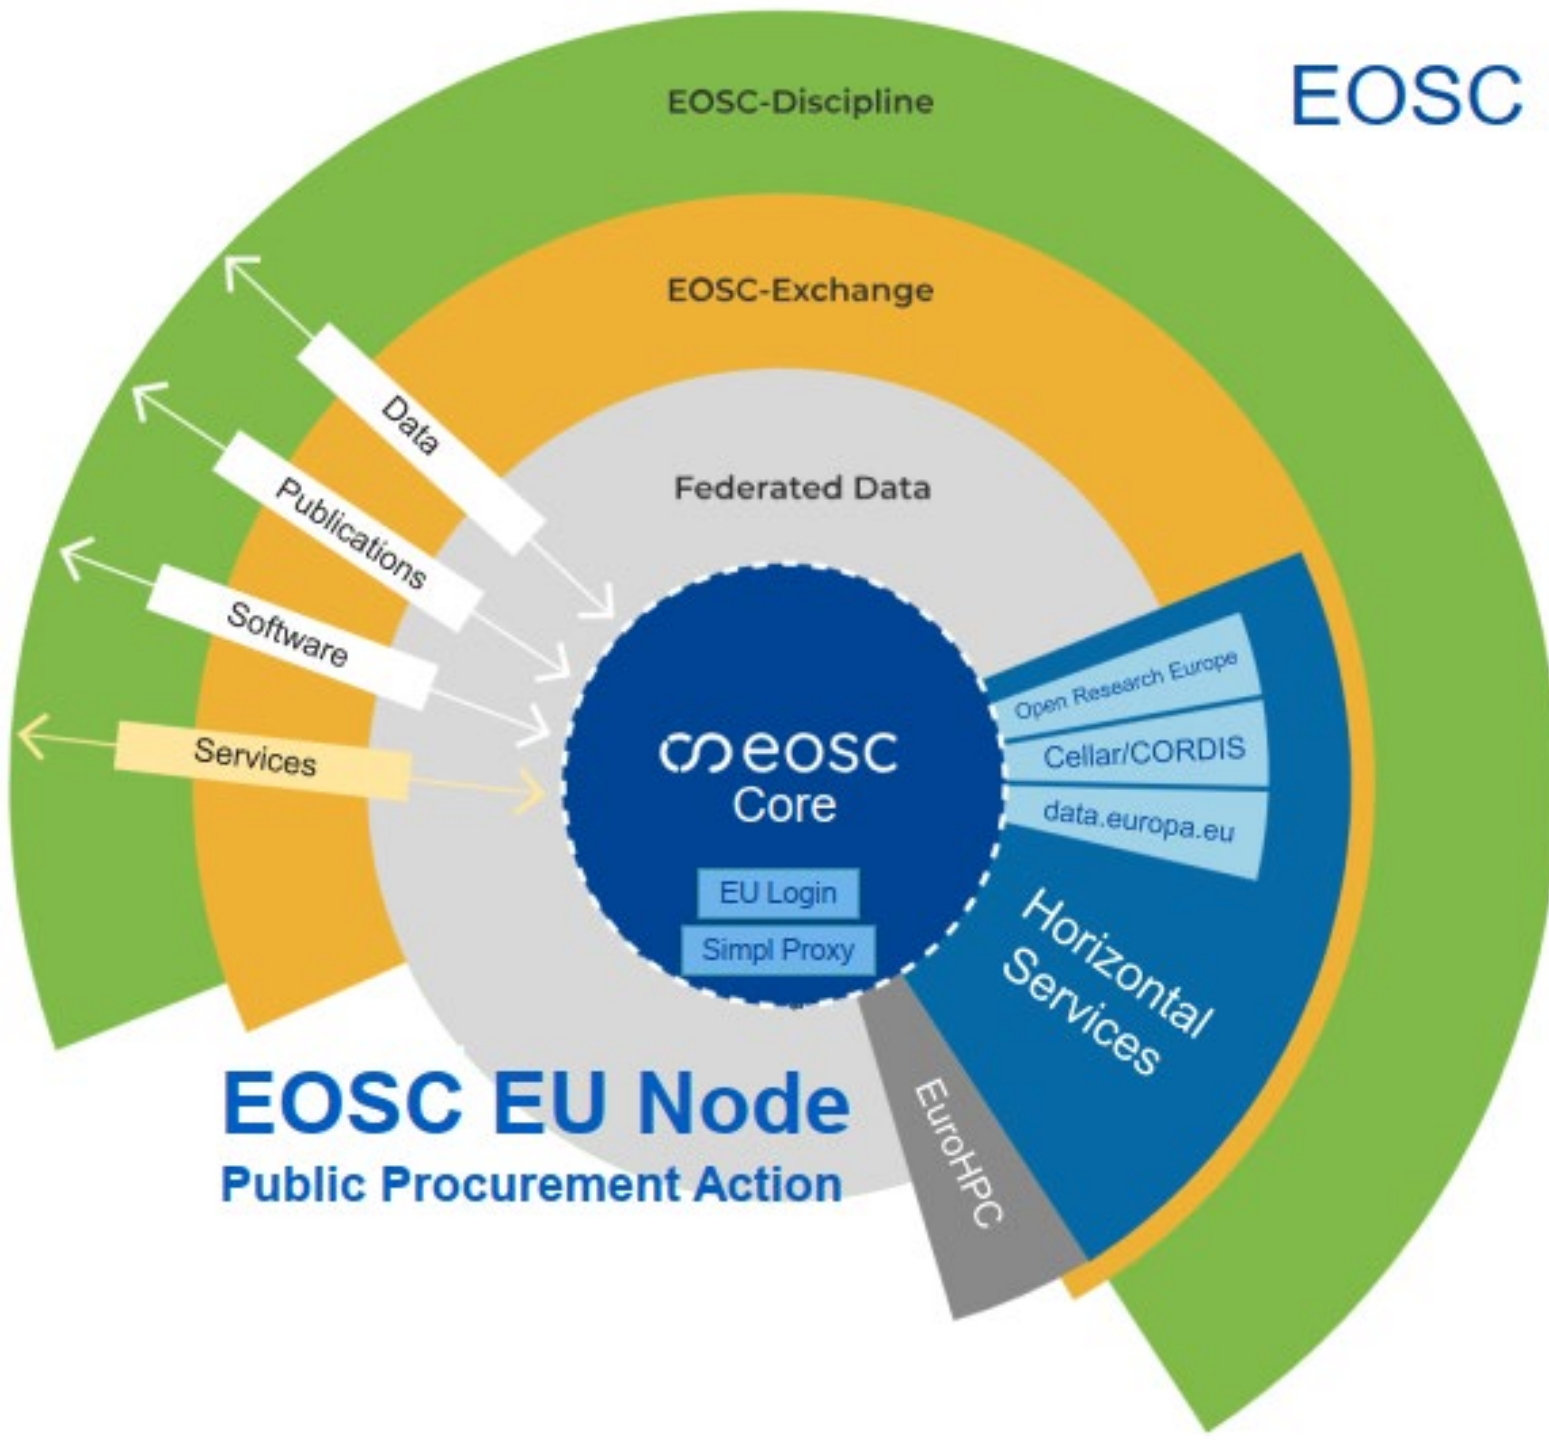 EOSC
EOSC-Discipline
EOSC-Exchange
Federated Data
Data
Publications
Software
Services
eosc
Core
EU Login
Simpl Proxy
Open Research Europe
Cellar/CORDIS
data.europa.eu
Horizontal
Services
EuroHPC
EOSC EU Node
Public Procurement Action